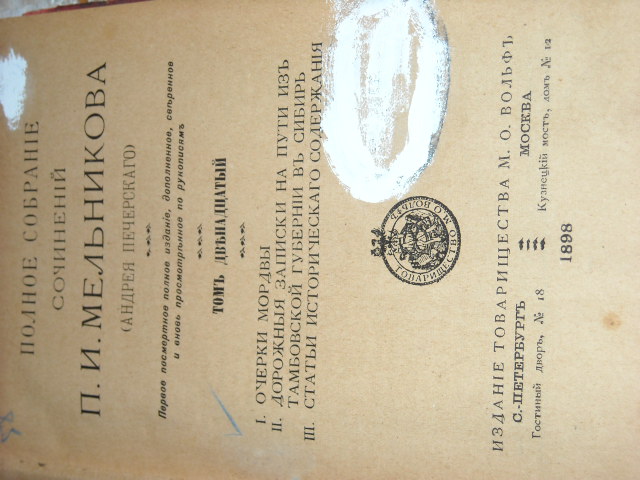 ПОЛНОЕ СОБРАНІЕ
СОЧИНЕНІЙ
П. И. МЕЛЬНИКОВА
(АНДРЕЯ ПЕЧЕРСКАГО)
Первое посмертное полное изданіе, дополненное, свѣренное
и вновь просмотрѣнное по рукописямъ
ТОМЪ ДВѢНАДЦАТЫЙ
I. ОЧЕРКИ МОРДВЫ
II. ДОРОЖНЫЯ ЗАПИСКИ НА ПУТИ ИЗЪ
ТАМБОВСКОЙ ГУБЕРНІИ ВЪ СИБИРЬ
III. СТАТЬИ ИСТОРИЧЕСКАГО СОДЕРЖАНІЯ
ТОВАРИЩЕСТВО М.О.ВОЛЬФЪ
ИЗДАНІЕ ТОВАРИЩЕСТВА М. О. ВОЛЬФЪ
С.-ПЕТЕРБУРГЪ МОСКВА
Гостиный дворъ, № 18 Кузнецкій мостъ, домъ № 12
1898